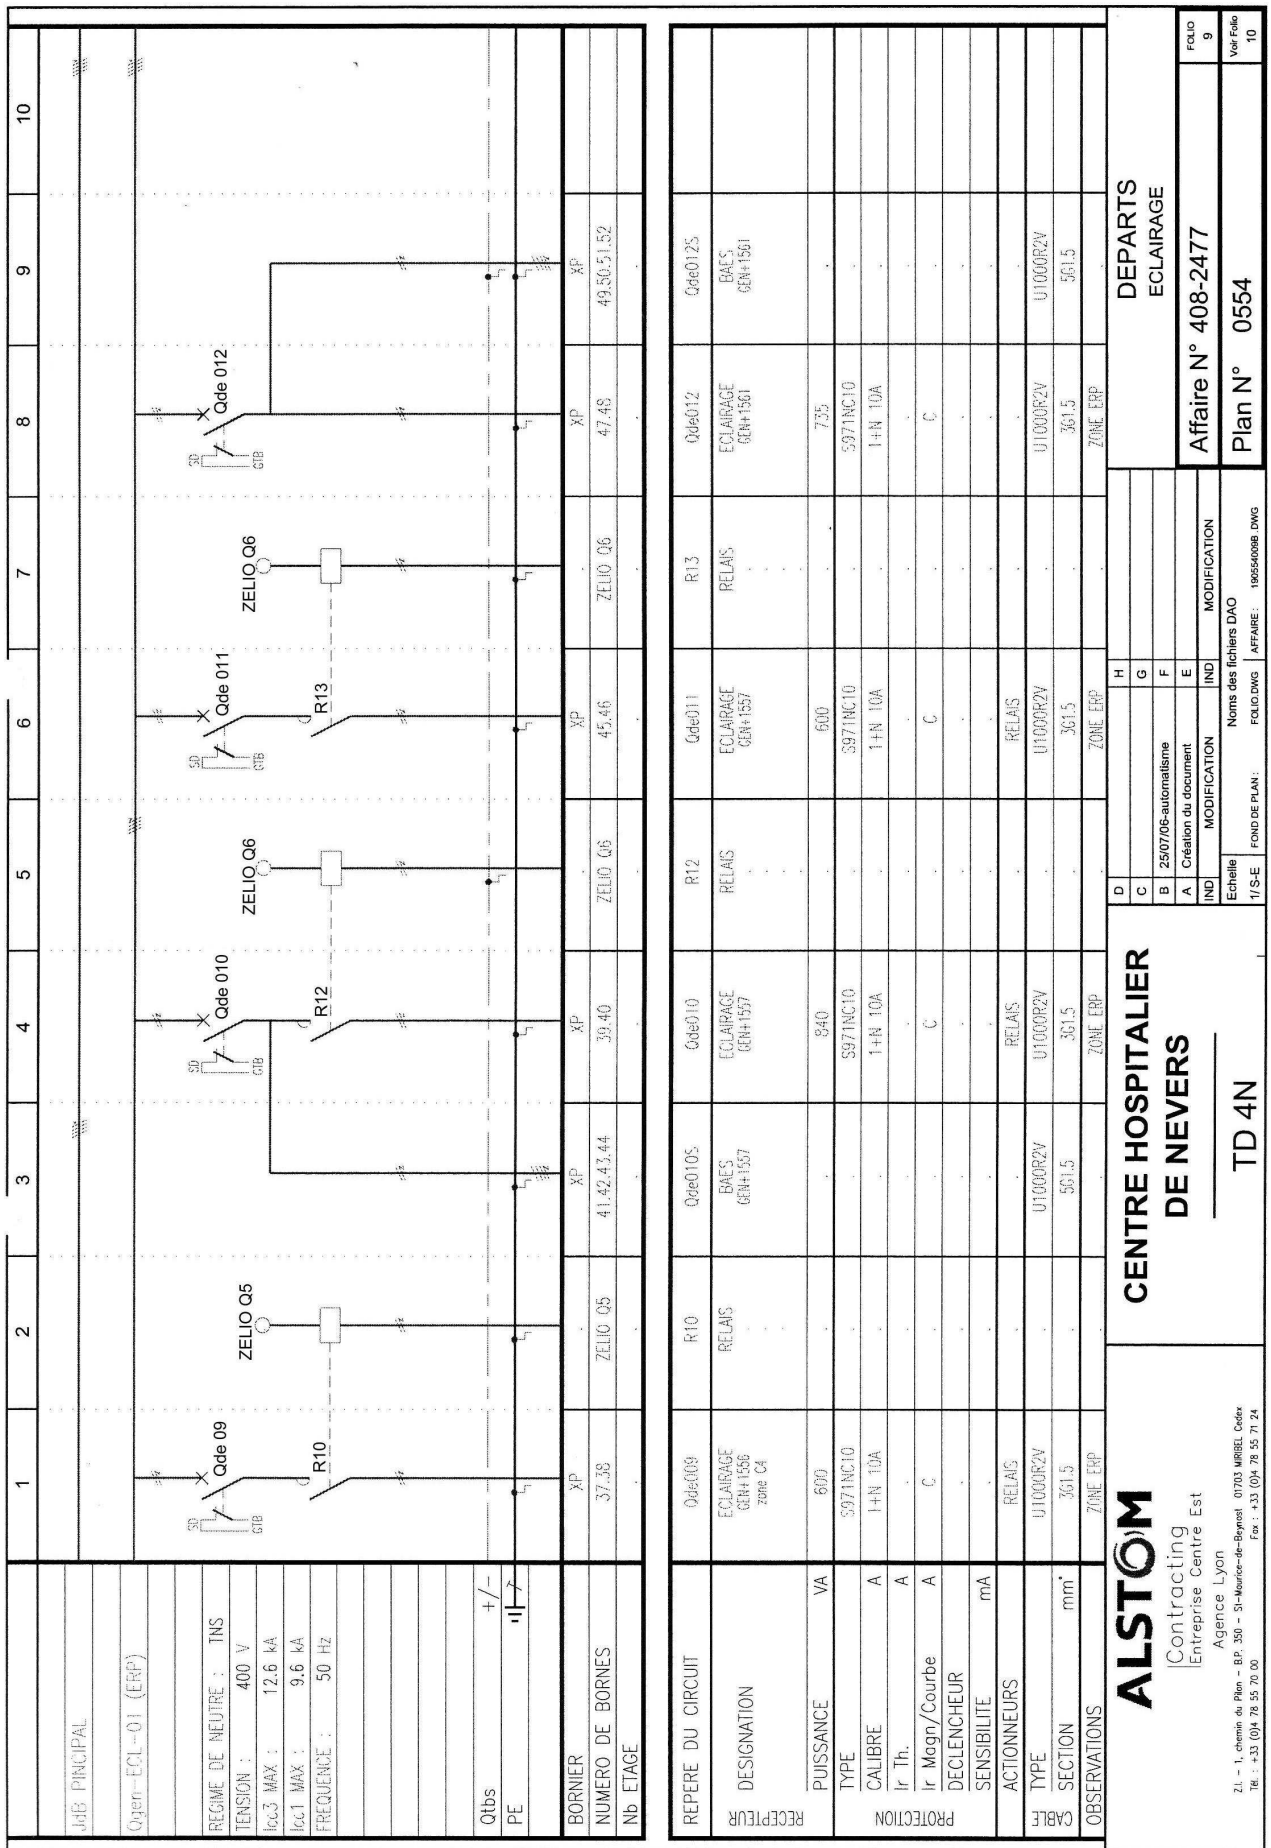 1 2 3 4 5 6 7 8 9 10
JdB PINCIPAL
Qgen-ECL-01 (ERP)
REGIME DE NEUTRE : TNS
TENSION : 400 V
Icc3 MAX : 12.6 kA
Icc1 MAX : 9.6 kA
FREQUENCE : 50 Hz
SD
GTB
Qde 09
R10
ZELIO Q5
SD
GTB
Qde 010
R12
ZELIO Q6
SD
GTB
Qde 011
R13
ZELIO Q6
SD
GTB
Qde 012
Qtbs +/-
PE
BORNIER XP . XP XP . XP . XP XP
NUMERO DE BORNES 37.38 ZELIO Q5 41.42.43.44 39.40 ZELIO Q6 45.46 ZELIO Q6 47.48 49.50.51.52
Nb ETAGE
REPERE DU CIRCUIT Qde009 R10 Qde010S Qde010 R12 Qde011 R13 Qde012 Qde012S
RECEPTEUR
DESIGNATION ECLAIRAGE RELAIS BAES ECLAIRAGE RELAIS ECLAIRAGE RELAIS ECLAIRAGE BAES
GEN+1556 GEN+1557 GEN+1557 GEN+1557 GEN+1561 GEN+1561
zone C4
PUISSANCE VA 600 840 600 735
PROTECTION
TYPE S971NC10 S971NC10 S971NC10 S971NC10
CALIBRE A 1+N 10A 1+N 10A 1+N 10A 1+N 10A
Ir Th. A
Ir Magn/Courbe A C C C C
DECLENCHEUR
SENSIBILITE mA
ACTIONNEURS RELAIS RELAIS RELAIS
CABLE
TYPE U1000R2V U1000R2V U1000R2V U1000R2V U1000R2V U1000R2V
SECTION mm² 3G1.5 5G1.5 3G1.5 3G1.5 3G1.5 5G1.5
OBSERVATIONS ZONE ERP ZONE ERP ZONE ERP ZONE ERP
ALSTOM
Contracting
Entreprise Centre Est
Agence Lyon
Z.I. - 1, chemin du Pilon - B.P. 350 - St-Maurice-de-Beynost 01703 MIRIBEL Cedex
Tél. : +33 (0)4 78 55 70 00 Fax : +33 (0)4 78 55 71 24
CENTRE HOSPITALIER
DE NEVERS
TD 4N
D H
C G
B 25/07/06-automatisme F
A Création du document E
IND MODIFICATION IND MODIFICATION
Echelle Noms des fichiers DAO
1/ S-E FOND DE PLAN : FOLIO.DWG AFFAIRE : 190554009B .DWG
DEPARTS
ECLAIRAGE
Affaire N° 408-2477
FOLIO
9
Plan N° 0554
Voir Folio
10